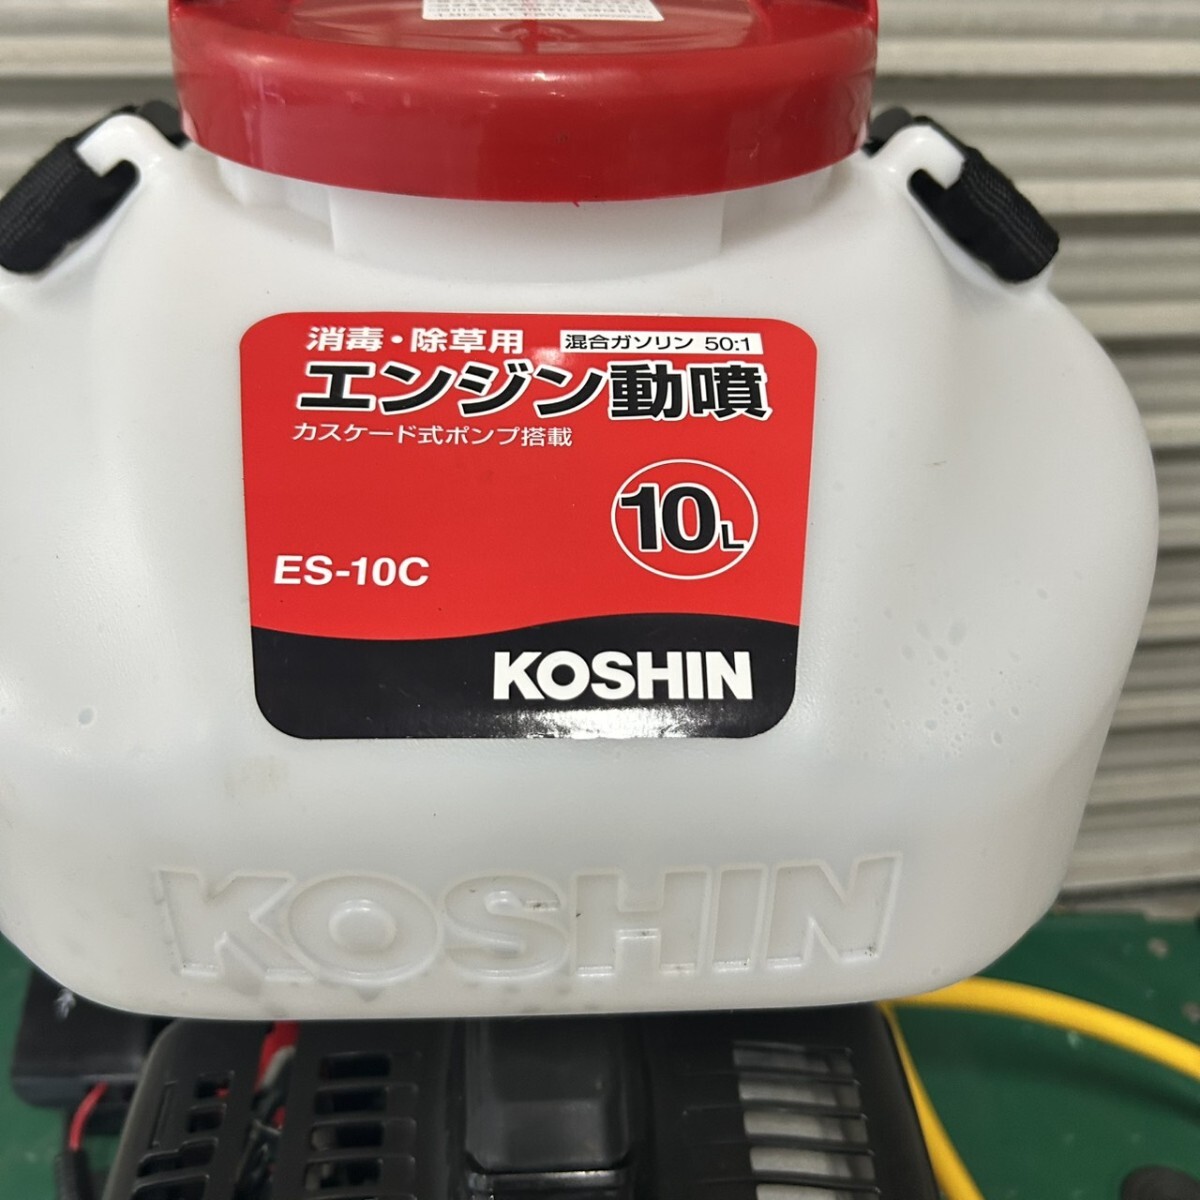 消毒・除草用 混合ガソリン 50:1
エンジン動噴
カスケード式ポンプ搭載
10L
ES-10C
KOSHIN
KOSHIN